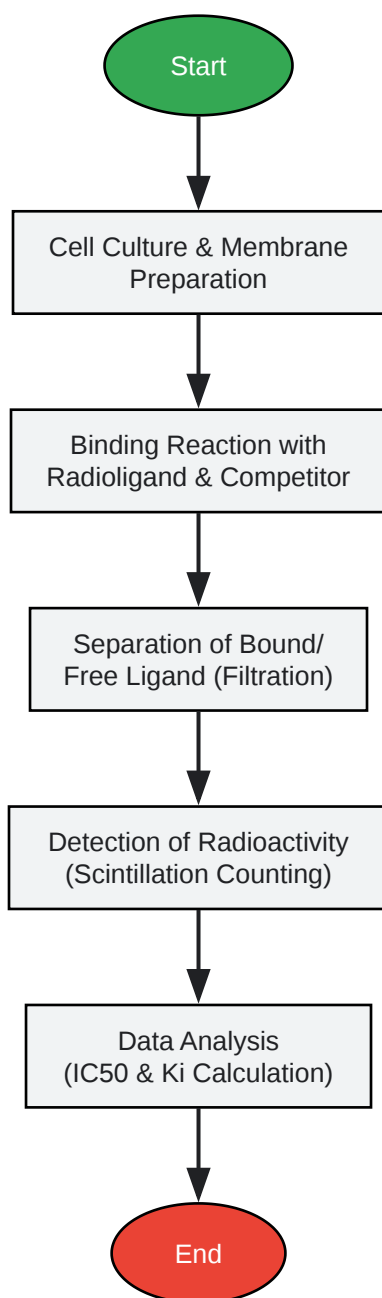 Start
Cell Culture & Membrane
Preparation
Binding Reaction with
Radioligand & Competitor
Separation of Bound/
Free Ligand (Filtration)
Detection of Radioactivity
(Scintillation Counting)
Data Analysis
(IC50 & Ki Calculation)
End